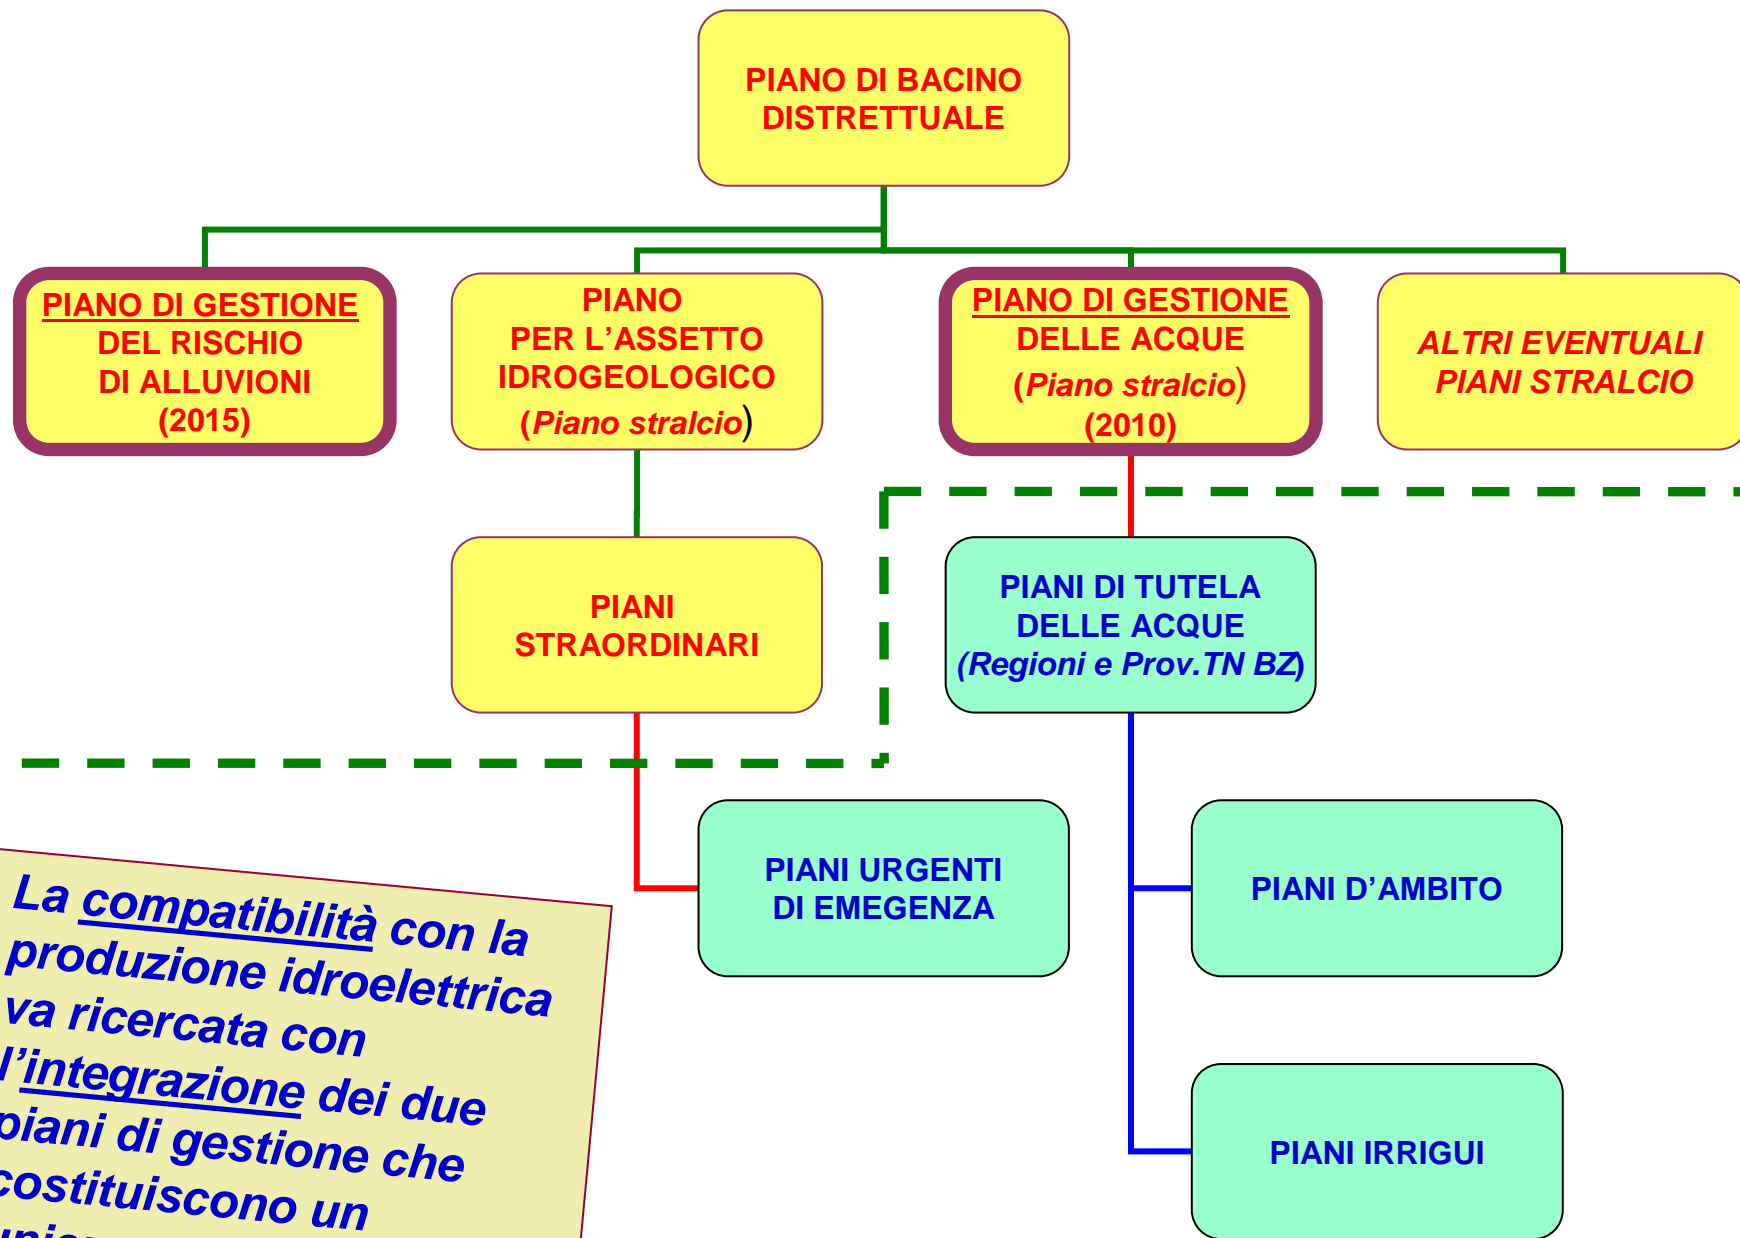 PIANO DI BACINO
DISTRETTUALE
PIANO DI GESTIONE
DEL RISCHIO
DI ALLUVIONI
(2015)
PIANO
PER L’ASSETTO
IDROGEOLOGICO
(Piano stralcio)
PIANO DI GESTIONE
DELLE ACQUE
(Piano stralcio)
(2010)
ALTRI EVENTUALI
PIANI STRALCIO
PIANI
STRAORDINARI
PIANI DI TUTELA
DELLE ACQUE
(Regioni e Prov.TN BZ)
PIANI URGENTI
DI EMEGENZA
PIANI D’AMBITO
PIANI IRRIGUI
La compatibilità con la
produzione idroelettrica
va ricercata con
l’integrazione dei due
piani di gestione che
costituiscono un